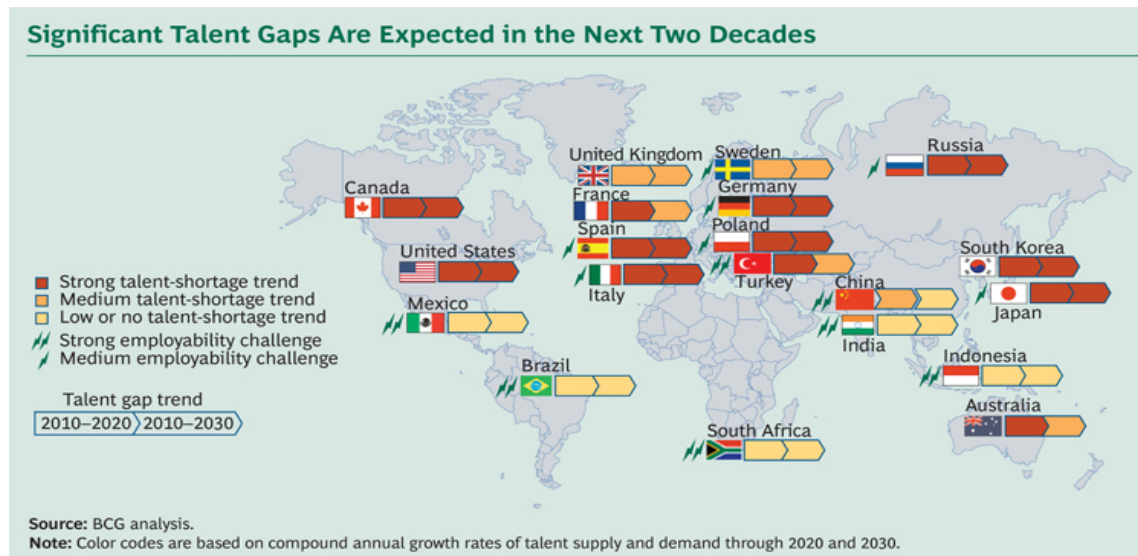 Significant Talent Gaps Are Expected in the Next Two Decades
Canada
United States
Mexico
Brazil
United Kingdom
France
Spain
Italy
Sweden
Germany
Poland
Turkey
Russia
South Korea
Japan
China
India
Indonesia
Australia
South Africa
Strong talent-shortage trend
Medium talent-shortage trend
Low or no talent-shortage trend
Strong employability challenge
Medium employability challenge
Talent gap trend
2010–2020 2010–2030
Source: BCG analysis.
Note: Color codes are based on compound annual growth rates of talent supply and demand through 2020 and 2030.